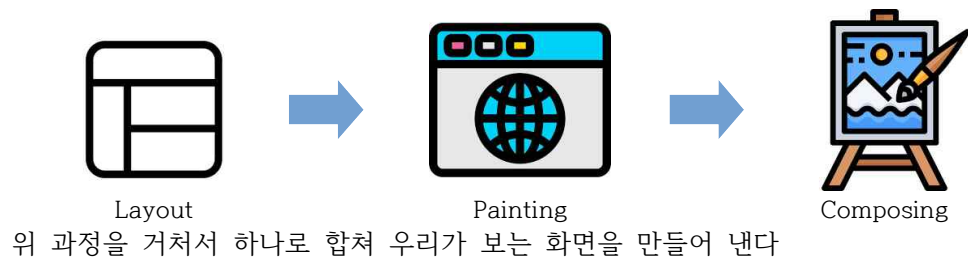 Layout Painting Composing
위 과정을 거처서 하나로 합쳐 우리가 보는 화면을 만들어 낸다